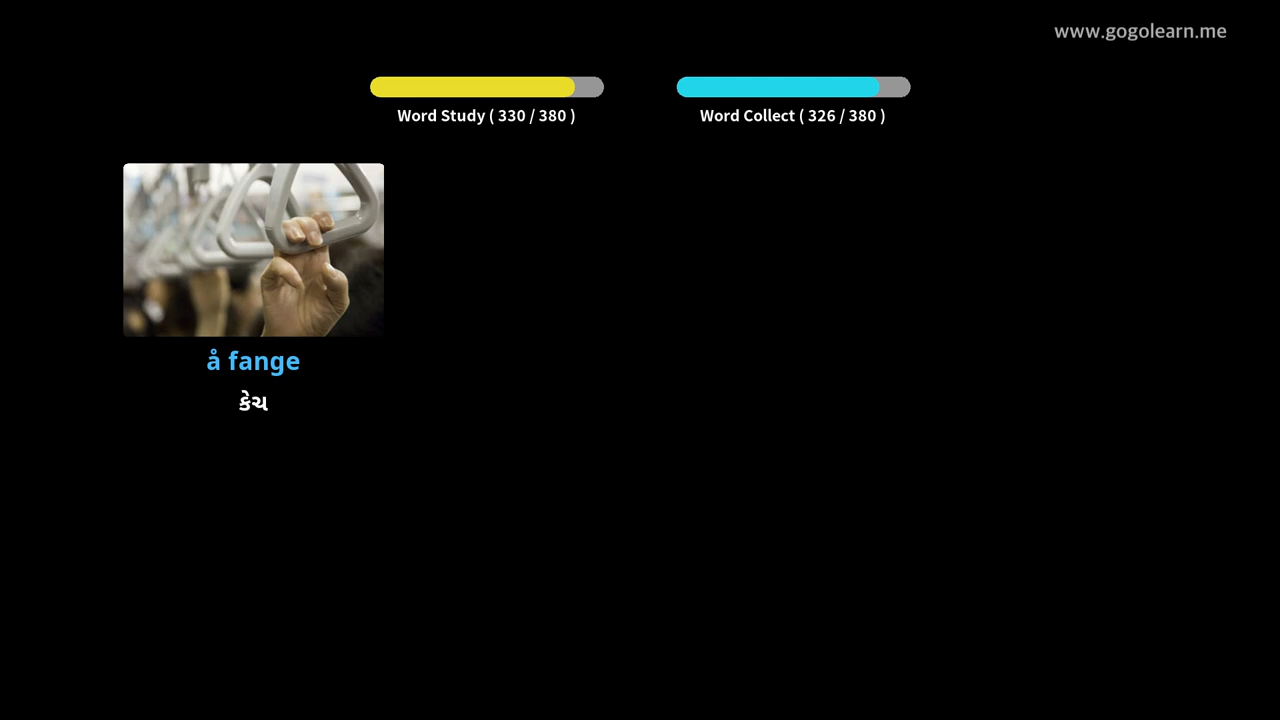 www.gogolearn.me
Word Study ( 330 / 380 )
Word Collect ( 326 / 380 )
å fange
કેચ